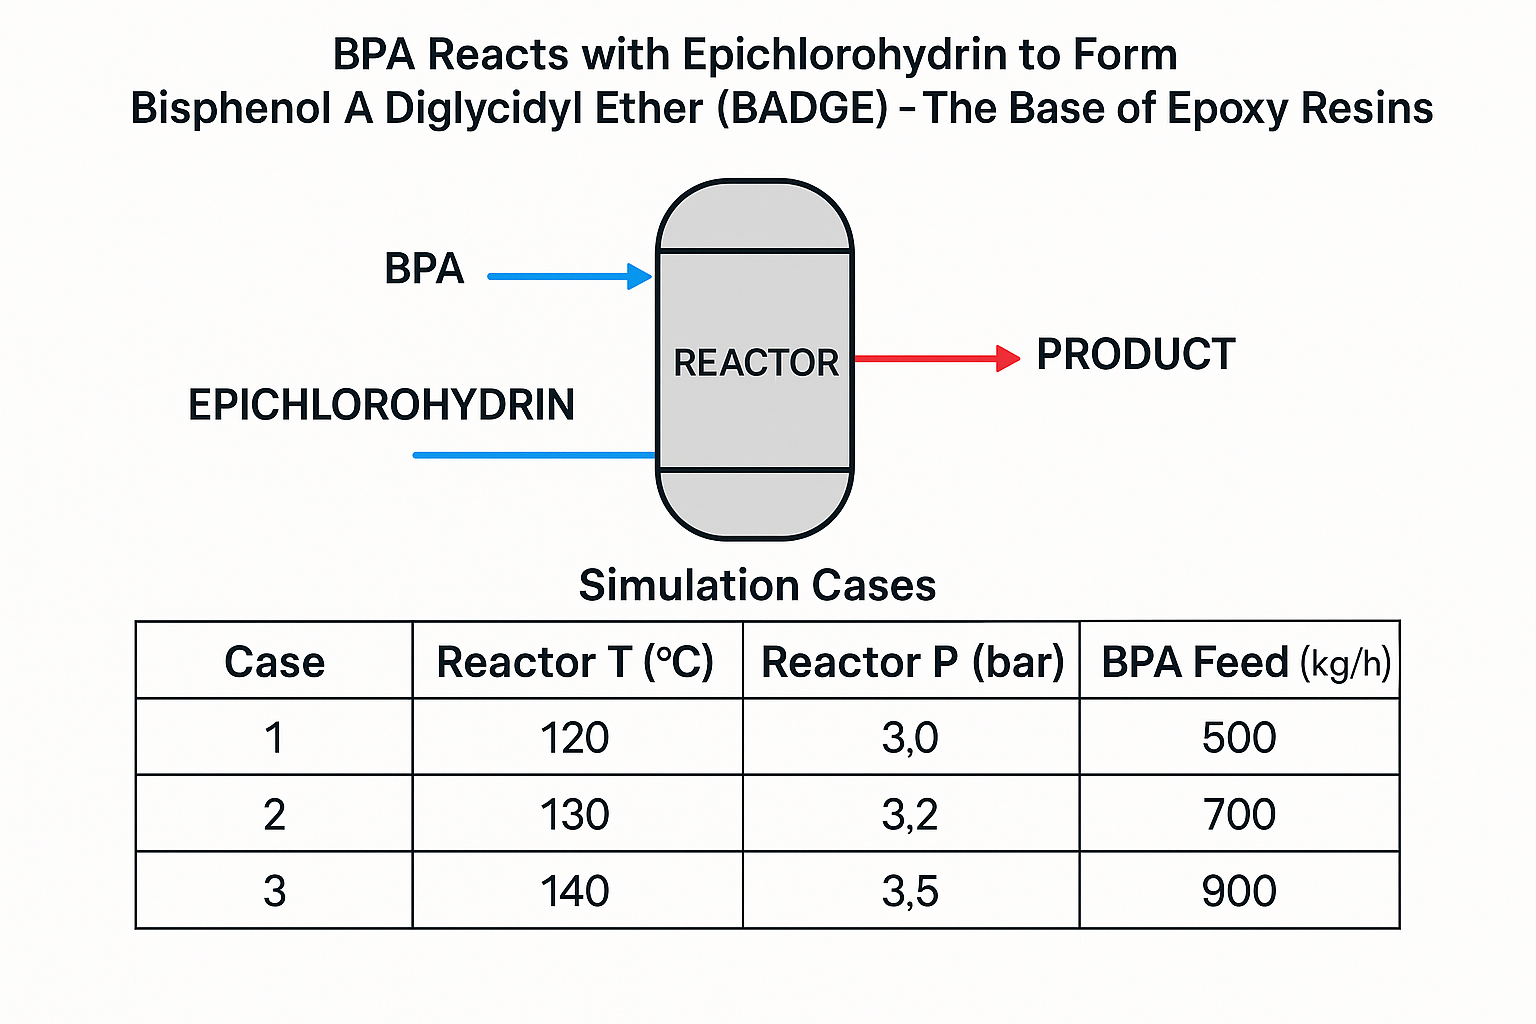 BPA Reacts with Epichlorohydrin to Form
Bisphenol A Diglycidyl Ether (BADGE) – The Base of Epoxy Resins
BPA
REACTOR
PRODUCT
EPICHLOROHYDRIN
Simulation Cases
Case Reactor T (°C) Reactor P (bar) BPA Feed (kg/h)
1 120 3,0 500
2 130 3,2 700
3 140 3,5 900